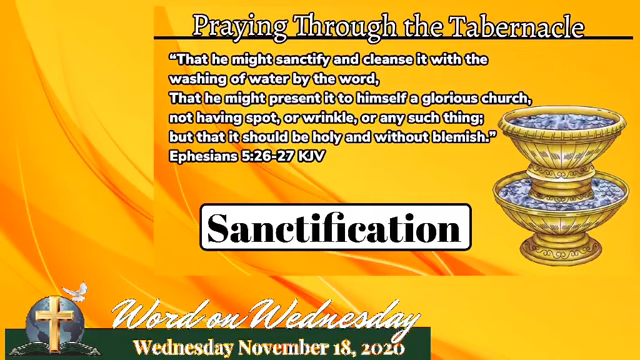 Praying Through the Tabernacle
“That he might sanctify and cleanse it with the
washing of water by the word,
That he might present it to himself a glorious church,
not having spot, or wrinkle, or any such thing;
but that it should be holy and without blemish.”
Ephesians 5:26-27 KJV
Sanctification
Word on Wednesday
Wednesday November 18, 2020